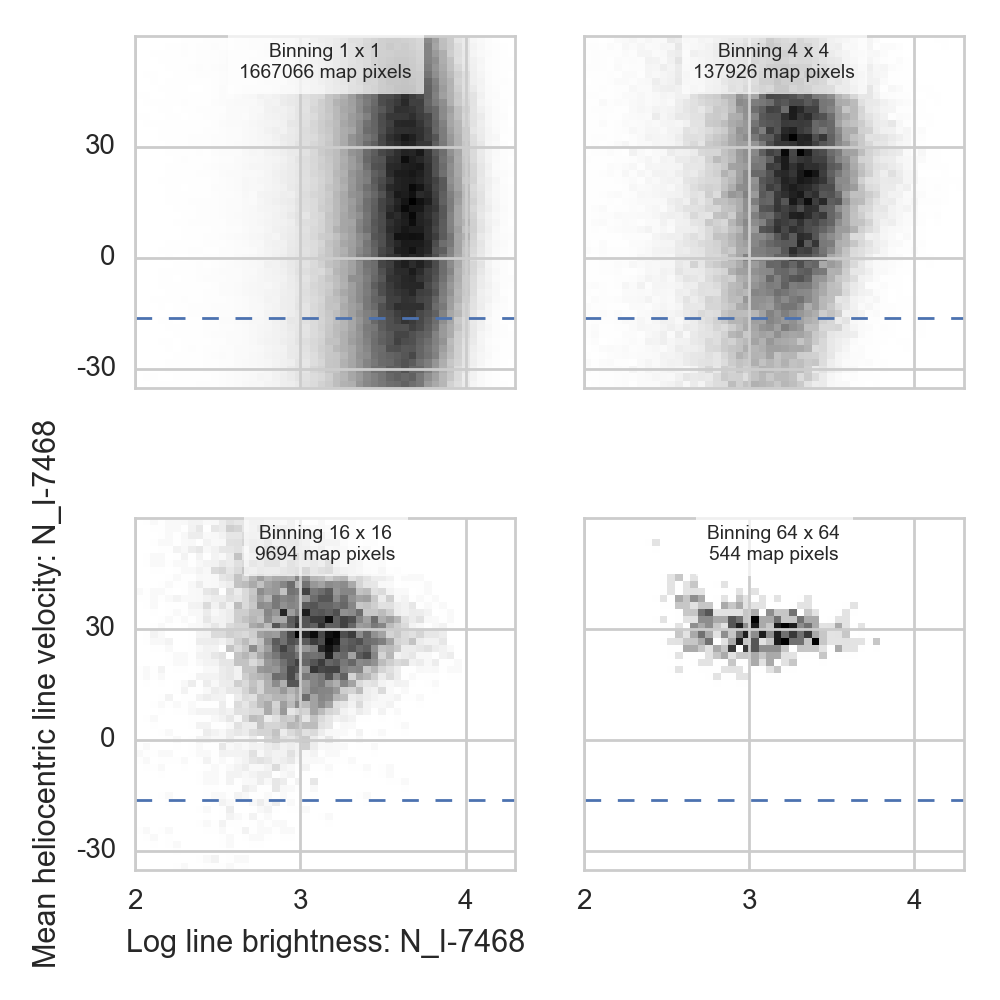 Binning 1 x 1
1667066 map pixels
Binning 4 x 4
137926 map pixels
30
0
-30
Mean heliocentric line velocity: N_I-7468
Binning 16 x 16
9694 map pixels
Binning 64 x 64
544 map pixels
30
0
-30
2 3 4
2 3 4
Log line brightness: N_I-7468